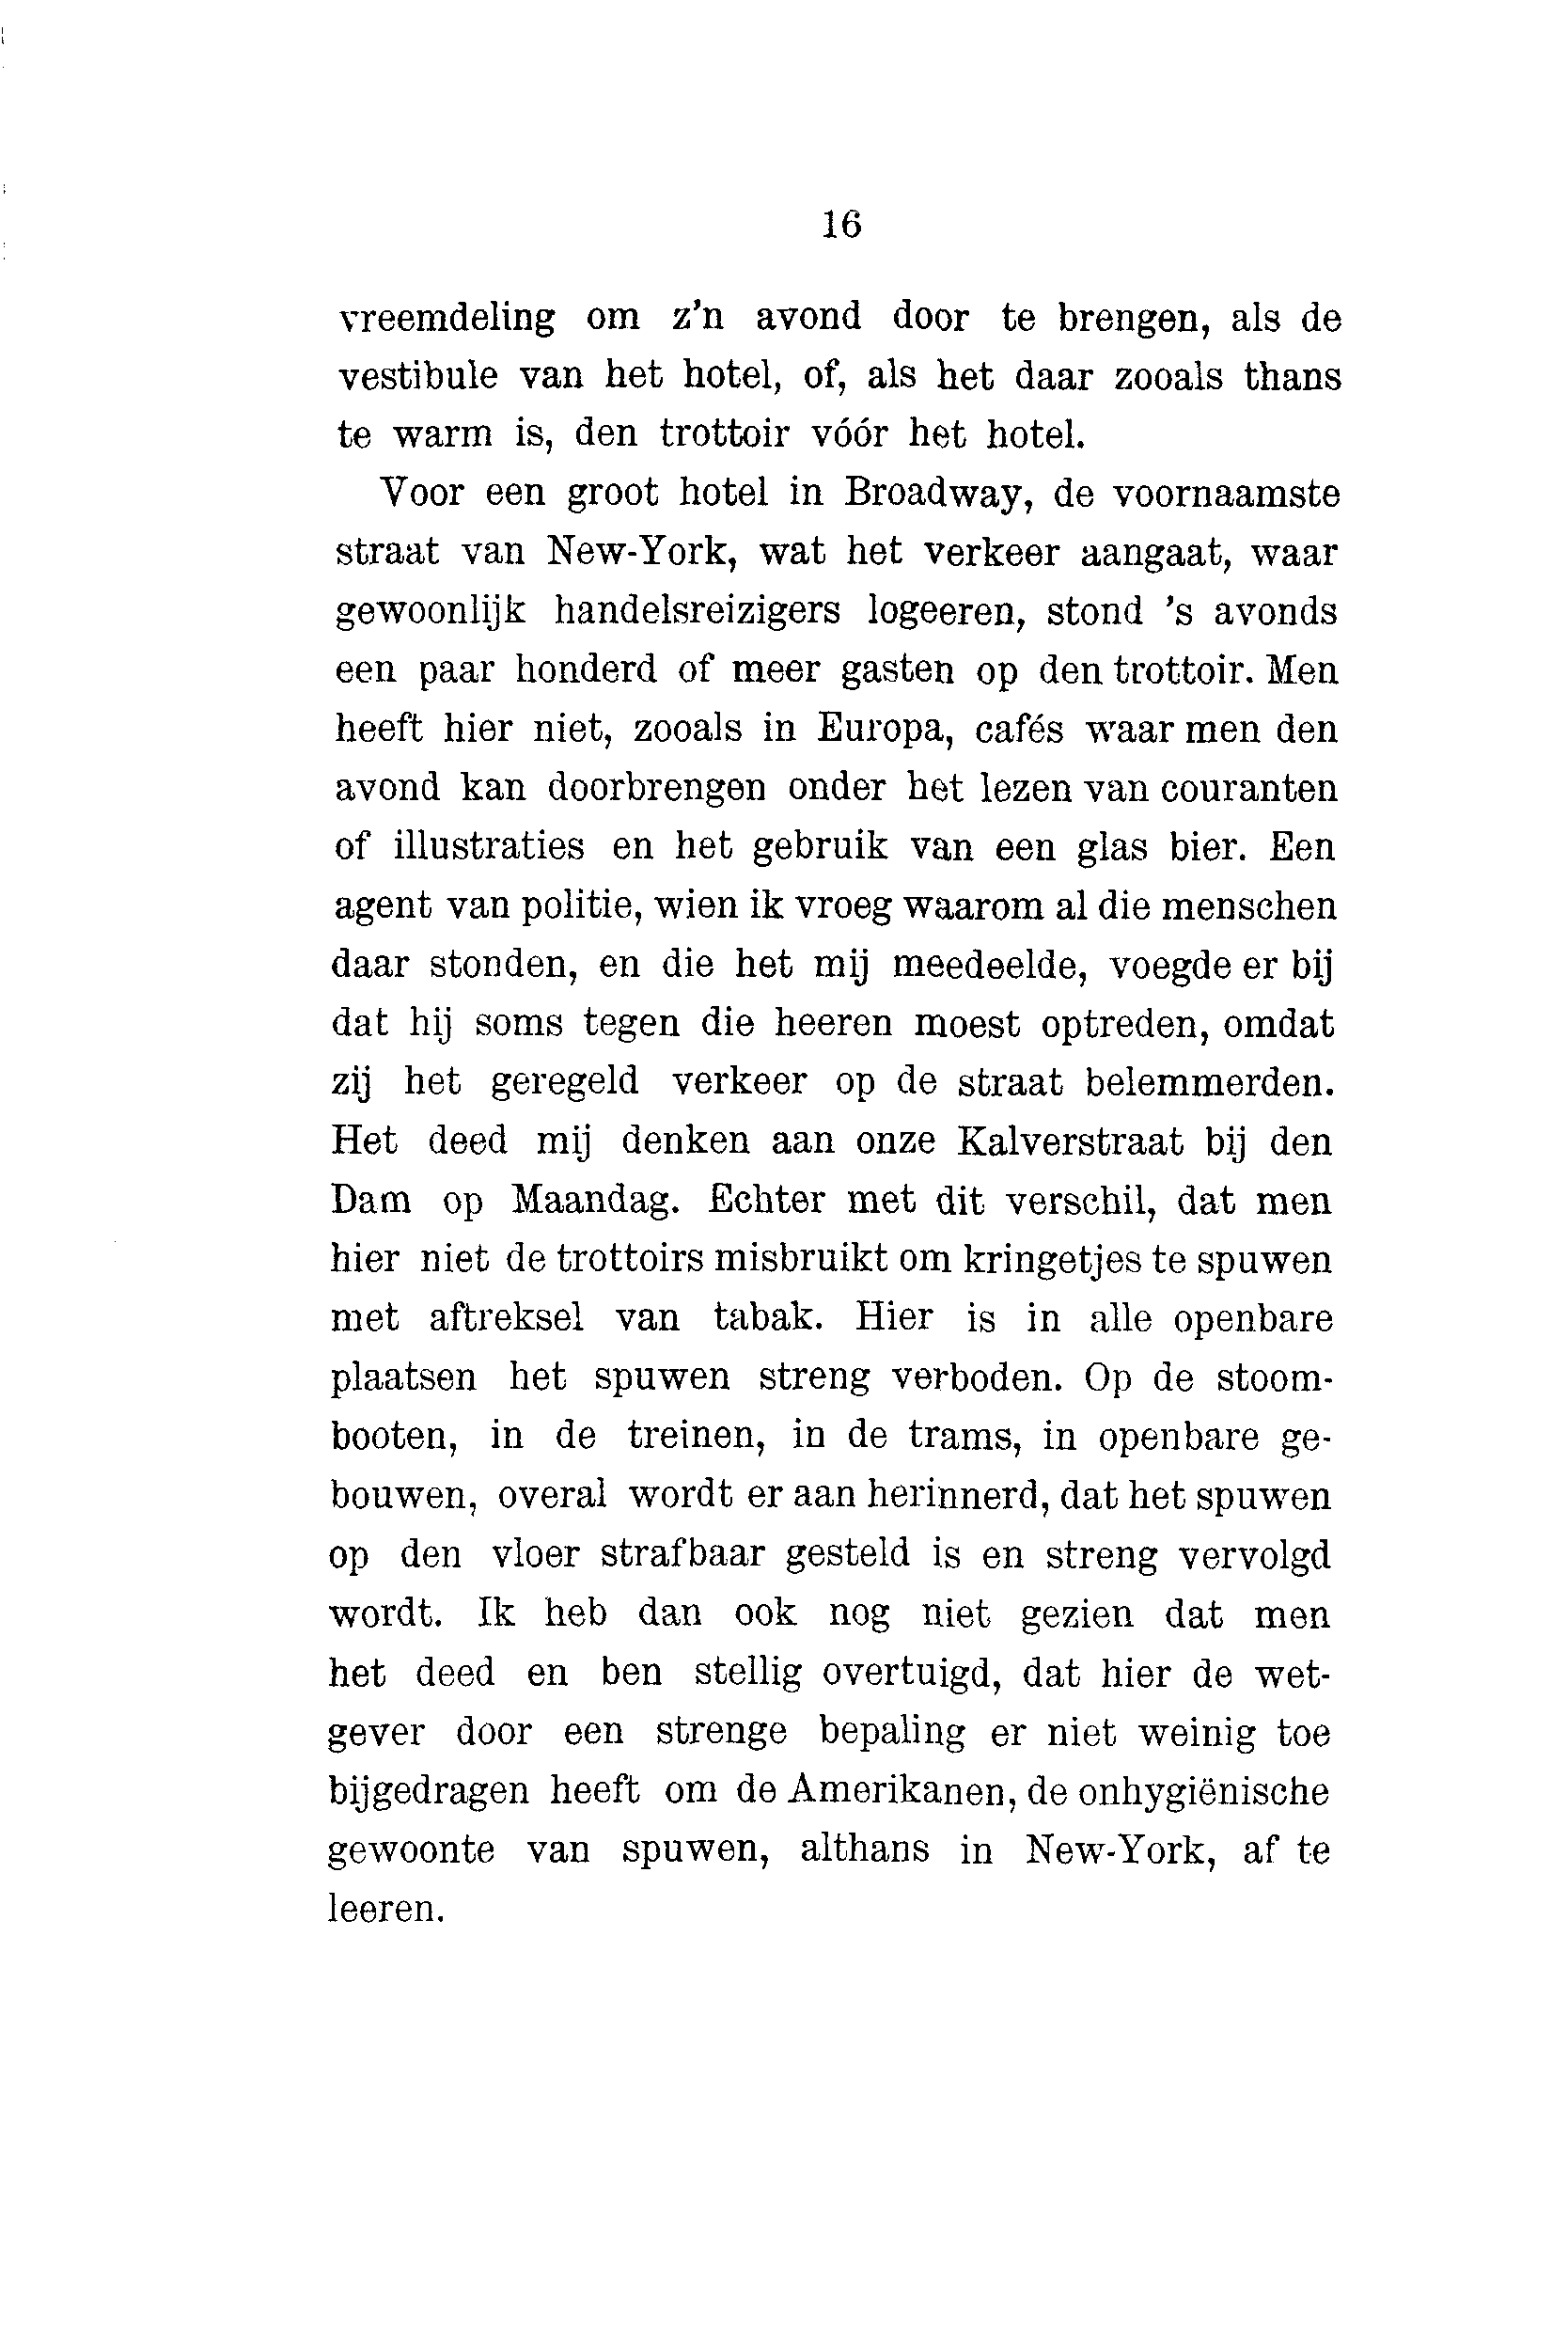 16
vreemdeling om z'n avond door te brengen, als de
vestibule van het hotel, of, als het daar zooals thans
te warm is, den trottoir vóór het hotel.
Voor een groot hotel in Broadway, de voornaamste
straat van New-York, wat het verkeer aangaat, waar
gewoonlijk handelsreizigers logeeren, stond 's avonds
een paar honderd of meer gasten op den trottoir. Men
heeft hier niet, zooals in Europa, cafés waar men den
avond kan doorbrengen onder het lezen van couranten
of illustraties en het gebruik van een glas bier. Een
agent van politie, wien ik vroeg waarom al die menschen
daar stonden, en die het mij meedeelde, voegde er bij
dat hij soms tegen die heeren moest optreden, omdat
zij het geregeld verkeer op de straat belemmerden.
Het deed mij denken aan onze Kalverstraat bij den
Dam op Maandag. Echter met dit verschil, dat men
hier niet de trottoirs misbruikt om kringetjes te spuwen
met aftreksel van tabak. Hier is in alle openbare
plaatsen het spuwen streng verboden. Op de stoom-
booten, in de treinen, in de trams, in openbare ge-
bouwen, overal wordt er aan herinnerd, dat het spuwen
op den vloer strafbaar gesteld is en streng vervolgd
wordt. Ik heb dan ook nog niet gezien dat men
het deed en ben stellig overtuigd, dat hier de wet-
gever door een strenge bepaling er niet weinig toe
bijgedragen heeft om de Amerikanen, de onhygiënische
gewoonte van spuwen, althans in New-York, af te
leeren.